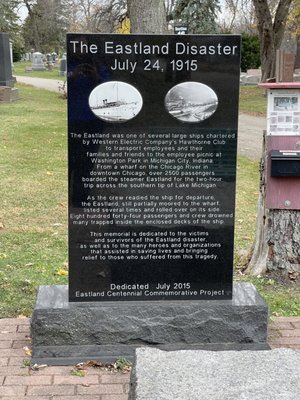 The Eastland Disaster
July 24, 1915
The Eastland was one of several large ships chartered
by Western Electric Company's Hawthorne Club
to transport employees and their
families and friends to the employee picnic at
Washington Park in Michigan City, Indiana.
From a wharf on the Chicago River in
downtown Chicago, over 2500 passengers
boarded the steamer Eastland for the two-hour
trip across the southern tip of Lake Michigan.
As the crew readied the ship for departure,
the Eastland, still partially moored to the wharf,
listed several times and rolled over on its side.
Eight hundred forty-four passengers and crew drowned
many trapped inside the enclosed decks of the ship.
This memorial is dedicated to the victims
and survivors of the Eastland disaster,
as well as to the many heroes and organizations
that assisted in saving lives and bringing
relief to those who suffered from this tragedy.
Dedicated July 2015
Eastland Centennial Commemorative Project